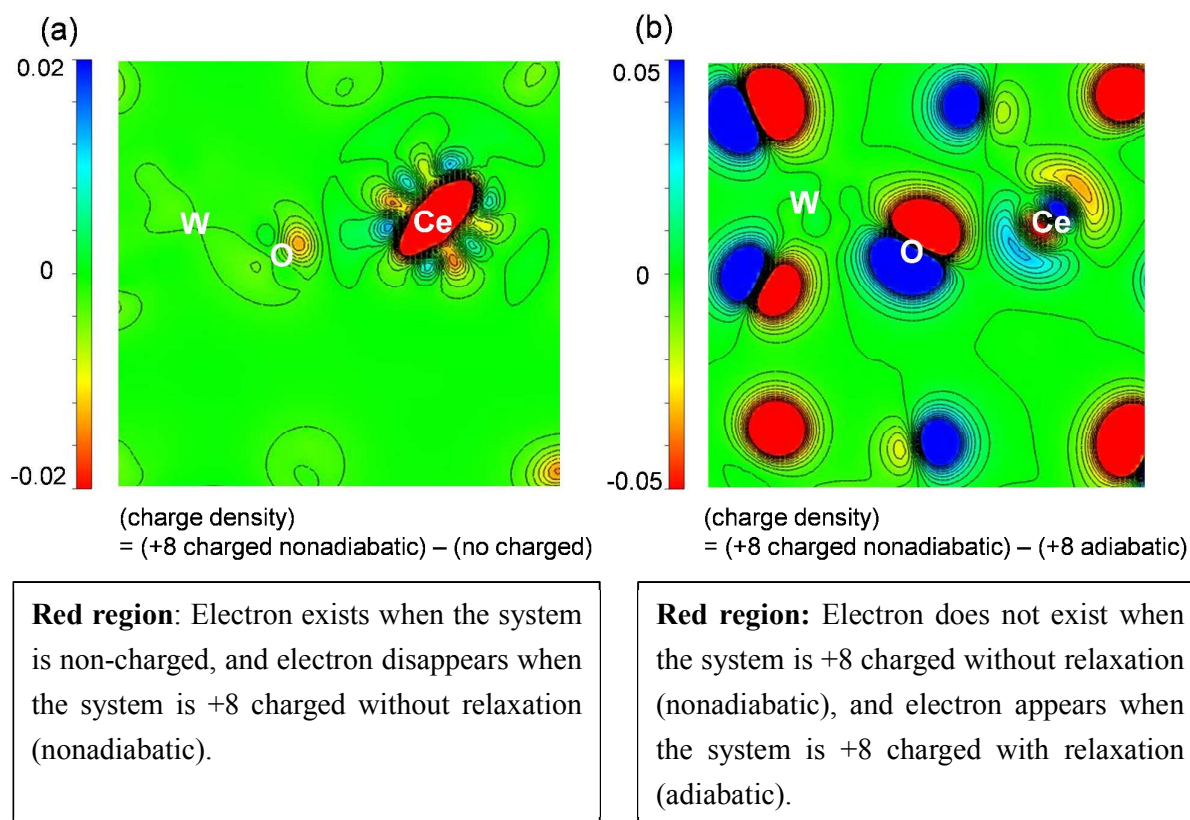 (a)
0.02
0
-0.02
W
O
Ce
(charge density)
= (+8 charged nonadiabatic) – (no charged)
Red region: Electron exists when the system
is non-charged, and electron disappears when
the system is +8 charged without relaxation
(nonadiabatic).
(b)
0.05
0
-0.05
W
O
Ce
(charge density)
= (+8 charged nonadiabatic) – (+8 adiabatic)
Red region: Electron does not exist when
the system is +8 charged without relaxation
(nonadiabatic), and electron appears when
the system is +8 charged with relaxation
(adiabatic).